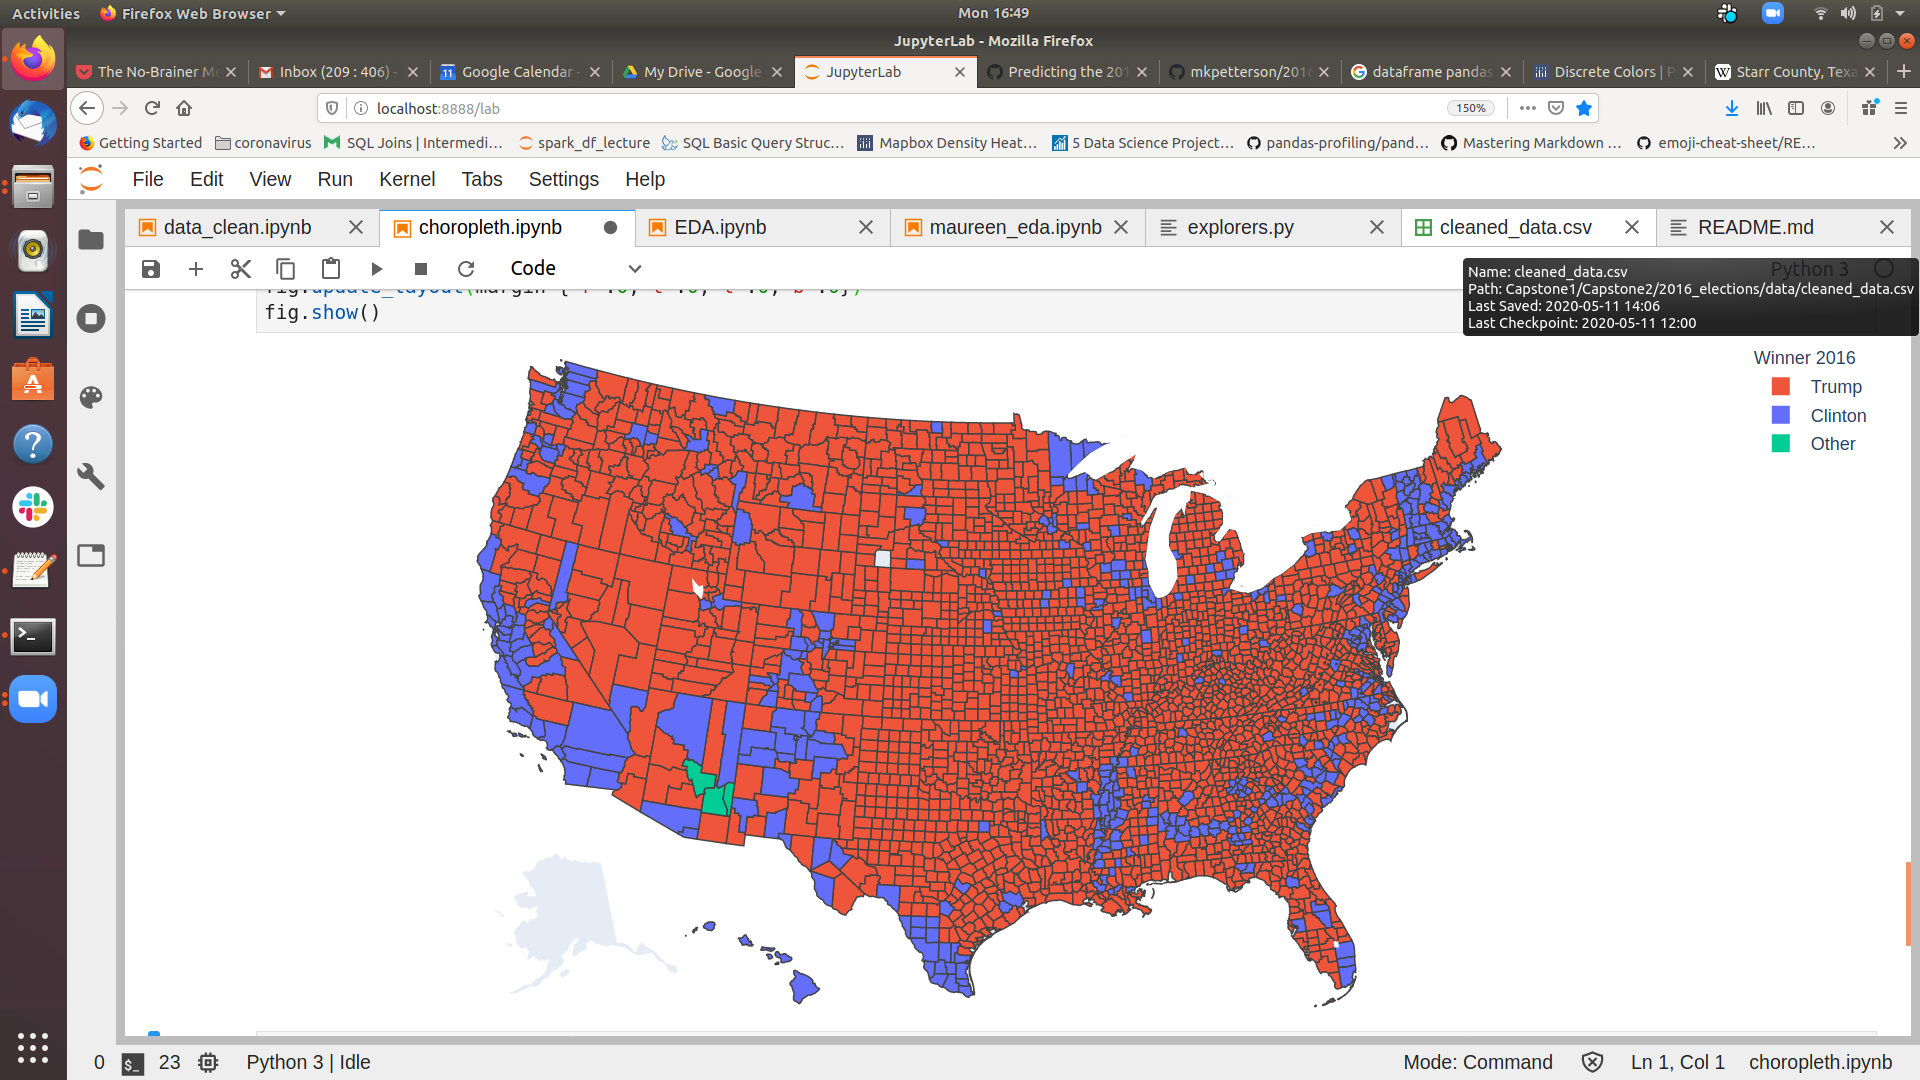 Activities Firefox Web Browser Mon 16:49
JupyterLab - Mozilla Firefox
The No-Brainer M Inbox (209 : 406) - Google Calendar - My Drive - Google JupyterLab Predicting the 201 mkpetterson/201 dataframe pandas Discrete Colors | P Starr County, Texa
localhost:8888/lab 150%
Getting Started coronavirus SQL Joins | Intermedi… spark_df_lecture SQL Basic Query Struc… Mapbox Density Heat… 5 Data Science Project… pandas-profiling/pand… Mastering Markdown … emoji-cheat-sheet/RE…
File Edit View Run Kernel Tabs Settings Help
data_clean.ipynb choropleth.ipynb EDA.ipynb maureen_eda.ipynb explorers.py cleaned_data.csv README.md
Code Python 3
Name: cleaned_data.csv
Path: Capstone1/Capstone2/2016_elections/data/cleaned_data.csv
Last Saved: 2020-05-11 14:06
Last Checkpoint: 2020-05-11 12:00
fig.show()
Winner 2016
Trump
Clinton
Other
0 23 Python 3 | Idle Mode: Command Ln 1, Col 1 choropleth.ipynb